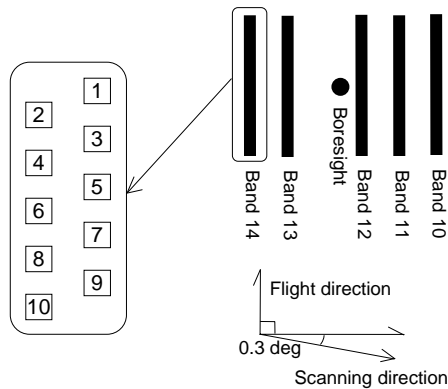 1
2
3
4
5
6
7
8
9
10
Band 14
Band 13
Boresight
Band 12
Band 11
Band 10
Flight direction
0.3 deg
Scanning direction